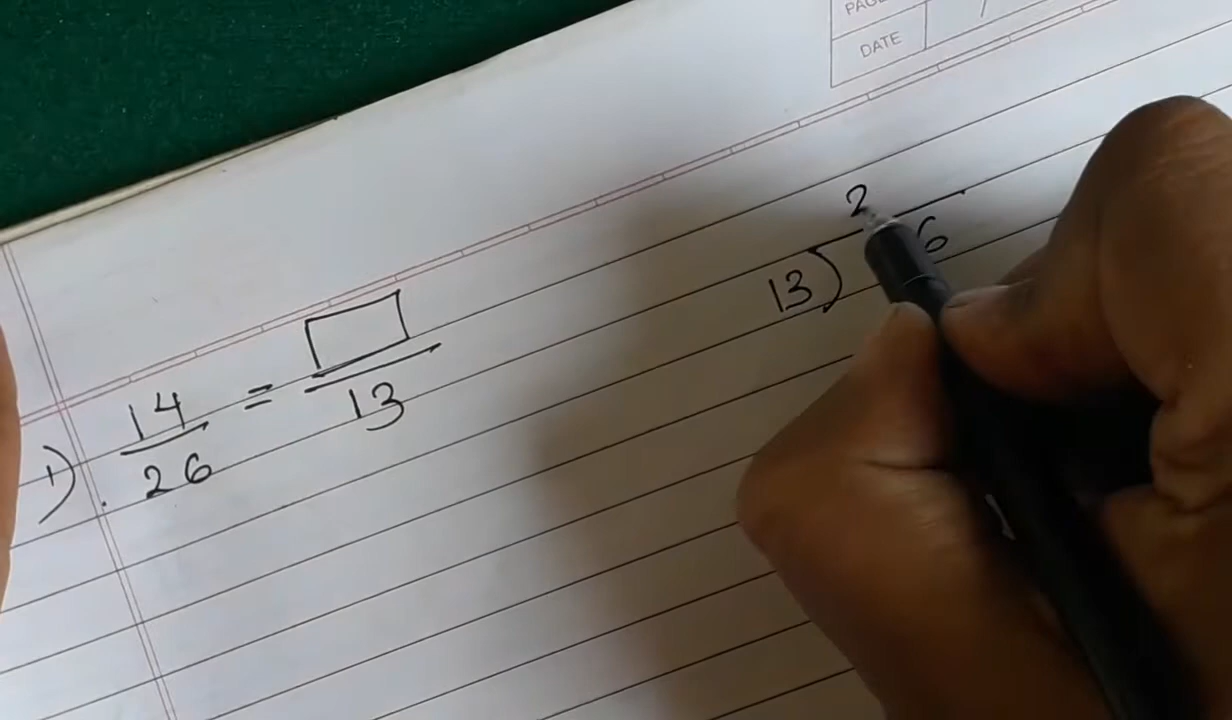 DATE
1). 14/26 = □/13
2
13) 6